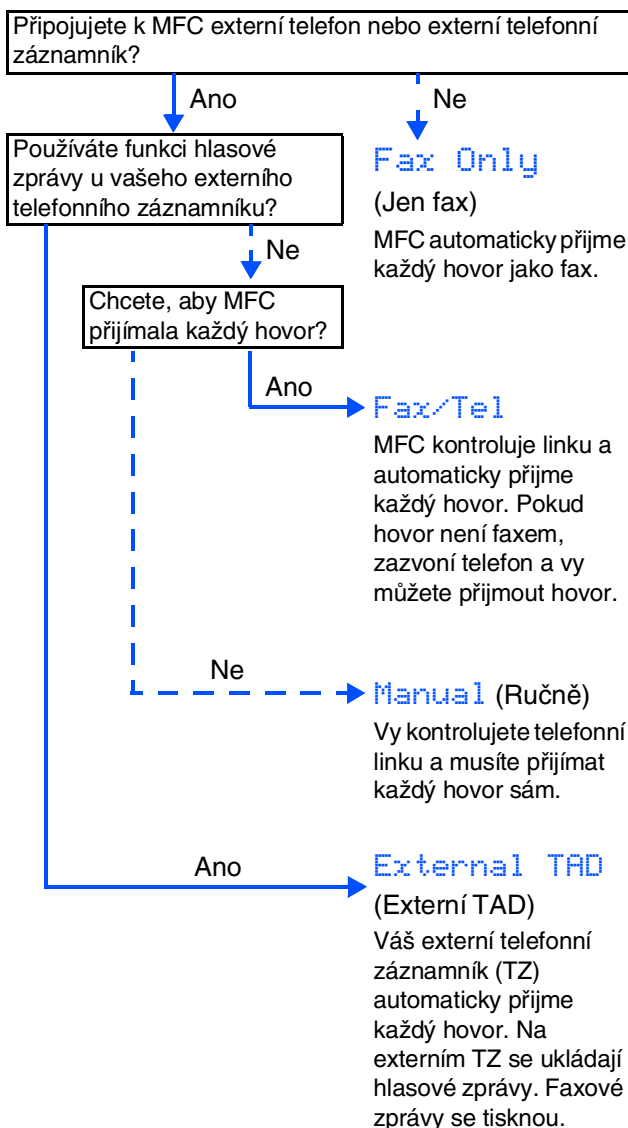 Připojujete k MFC externí telefon nebo externí telefonní
záznamník?
Ano
Ne
Používáte funkci hlasové
zprávy u vašeho externího
telefonního záznamníku?
Fax Only
(Jen fax)
MFC automaticky přijme
každý hovor jako fax.
Ne
Chcete, aby MFC
přijímala každý hovor?
Ano
Fax/Tel
MFC kontroluje linku a
automaticky přijme
každý hovor. Pokud
hovor není faxem,
zazvoní telefon a vy
můžete přijmout hovor.
Ne
Manual (Ručně)
Vy kontrolujete telefonní
linku a musíte přijímat
každý hovor sám.
Ano
External TAD
(Externí TAD)
Váš externí telefonní
záznamník (TZ)
automaticky přijme
každý hovor. Na
externím TZ se ukládají
hlasové zprávy. Faxové
zprávy se tisknou.